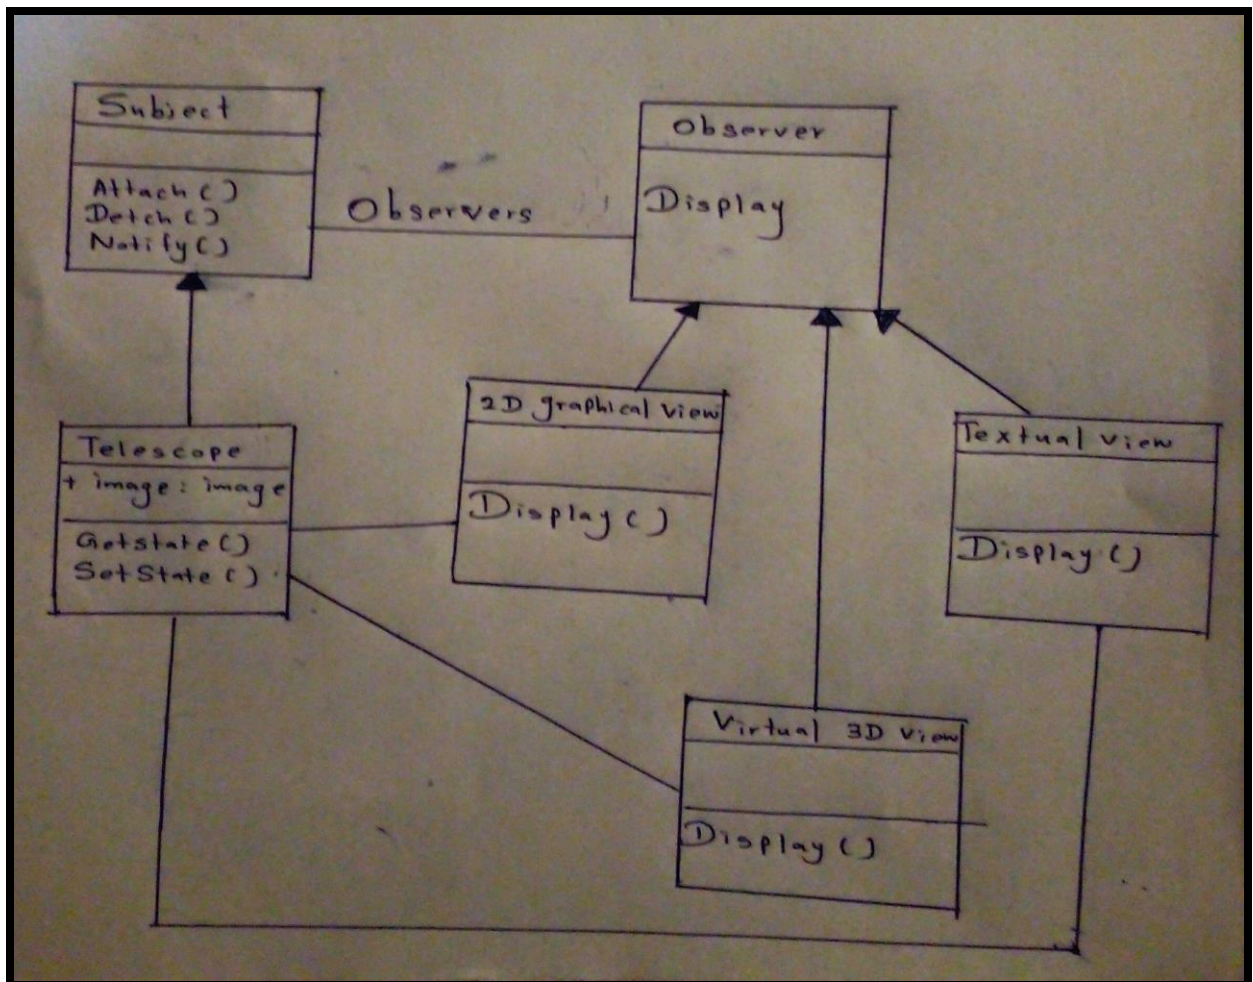 Subject
Attach ()
Detch ()
Notify ()
Observers
Observer
Display
Telescope
+ image : image
Getstate ()
SetState ()
2D graphical view
Display ()
Textual view
Display ()
Virtual 3D view
Display ()